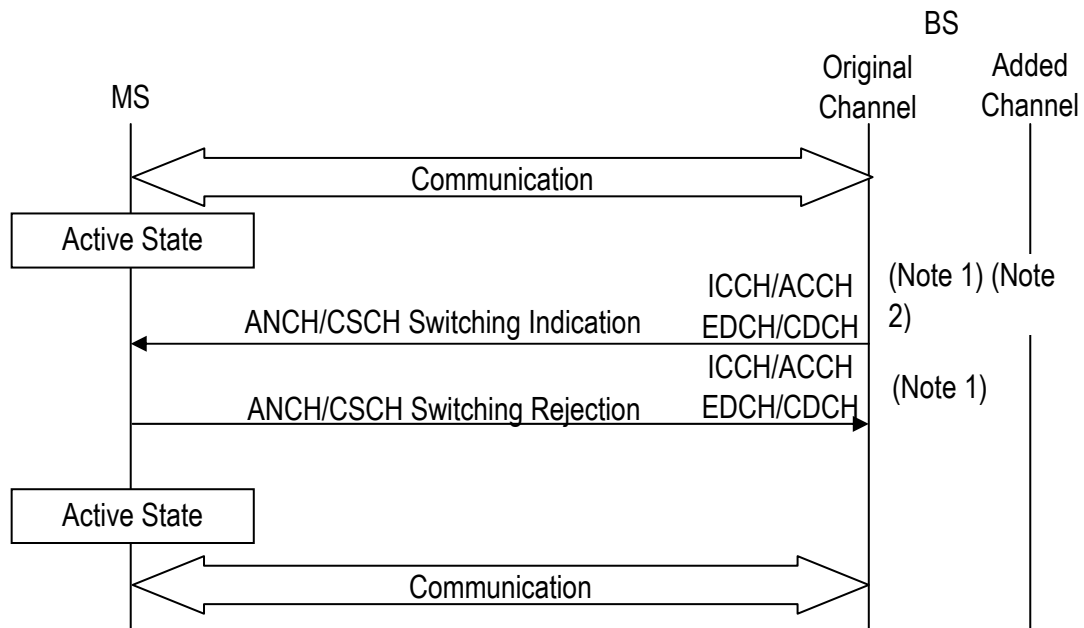 BS
MS
Original
Channel
Added
Channel
Communication
Active State
ICCH/ACCH
(Note 1) (Note
2)
ANCH/CSCH Switching Indication
EDCH/CDCH
ICCH/ACCH
(Note 1)
ANCH/CSCH Switching Rejection
EDCH/CDCH
Active State
Communication